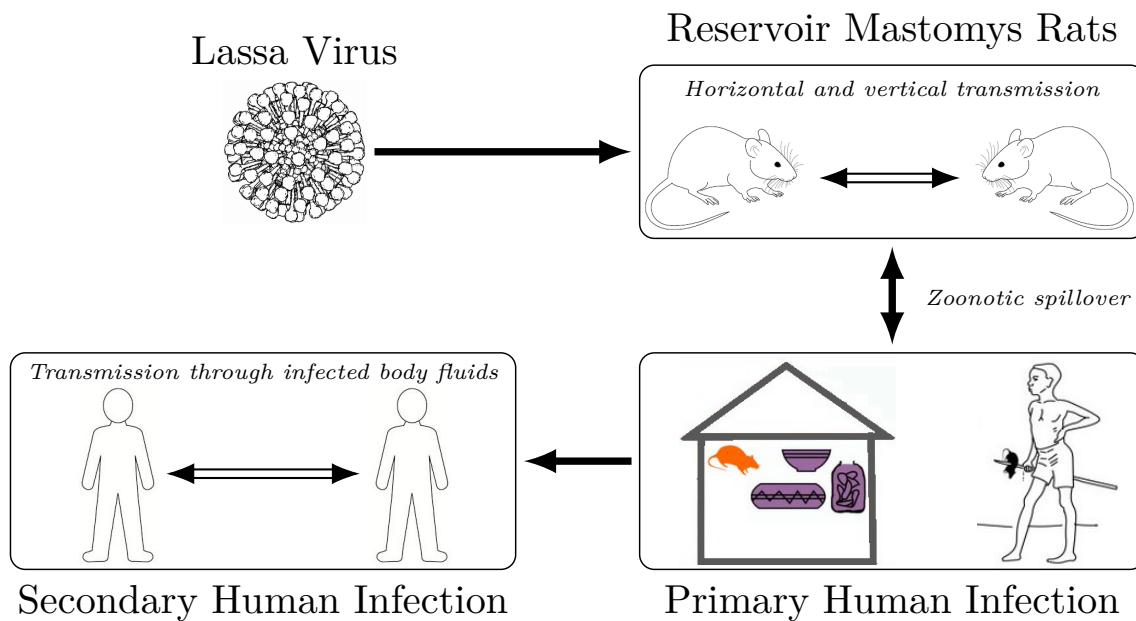 Lassa Virus
Reservoir Mastomys Rats
Horizontal and vertical transmission
Zoonotic spillover
Transmission through infected body fluids
Secondary Human Infection
Primary Human Infection